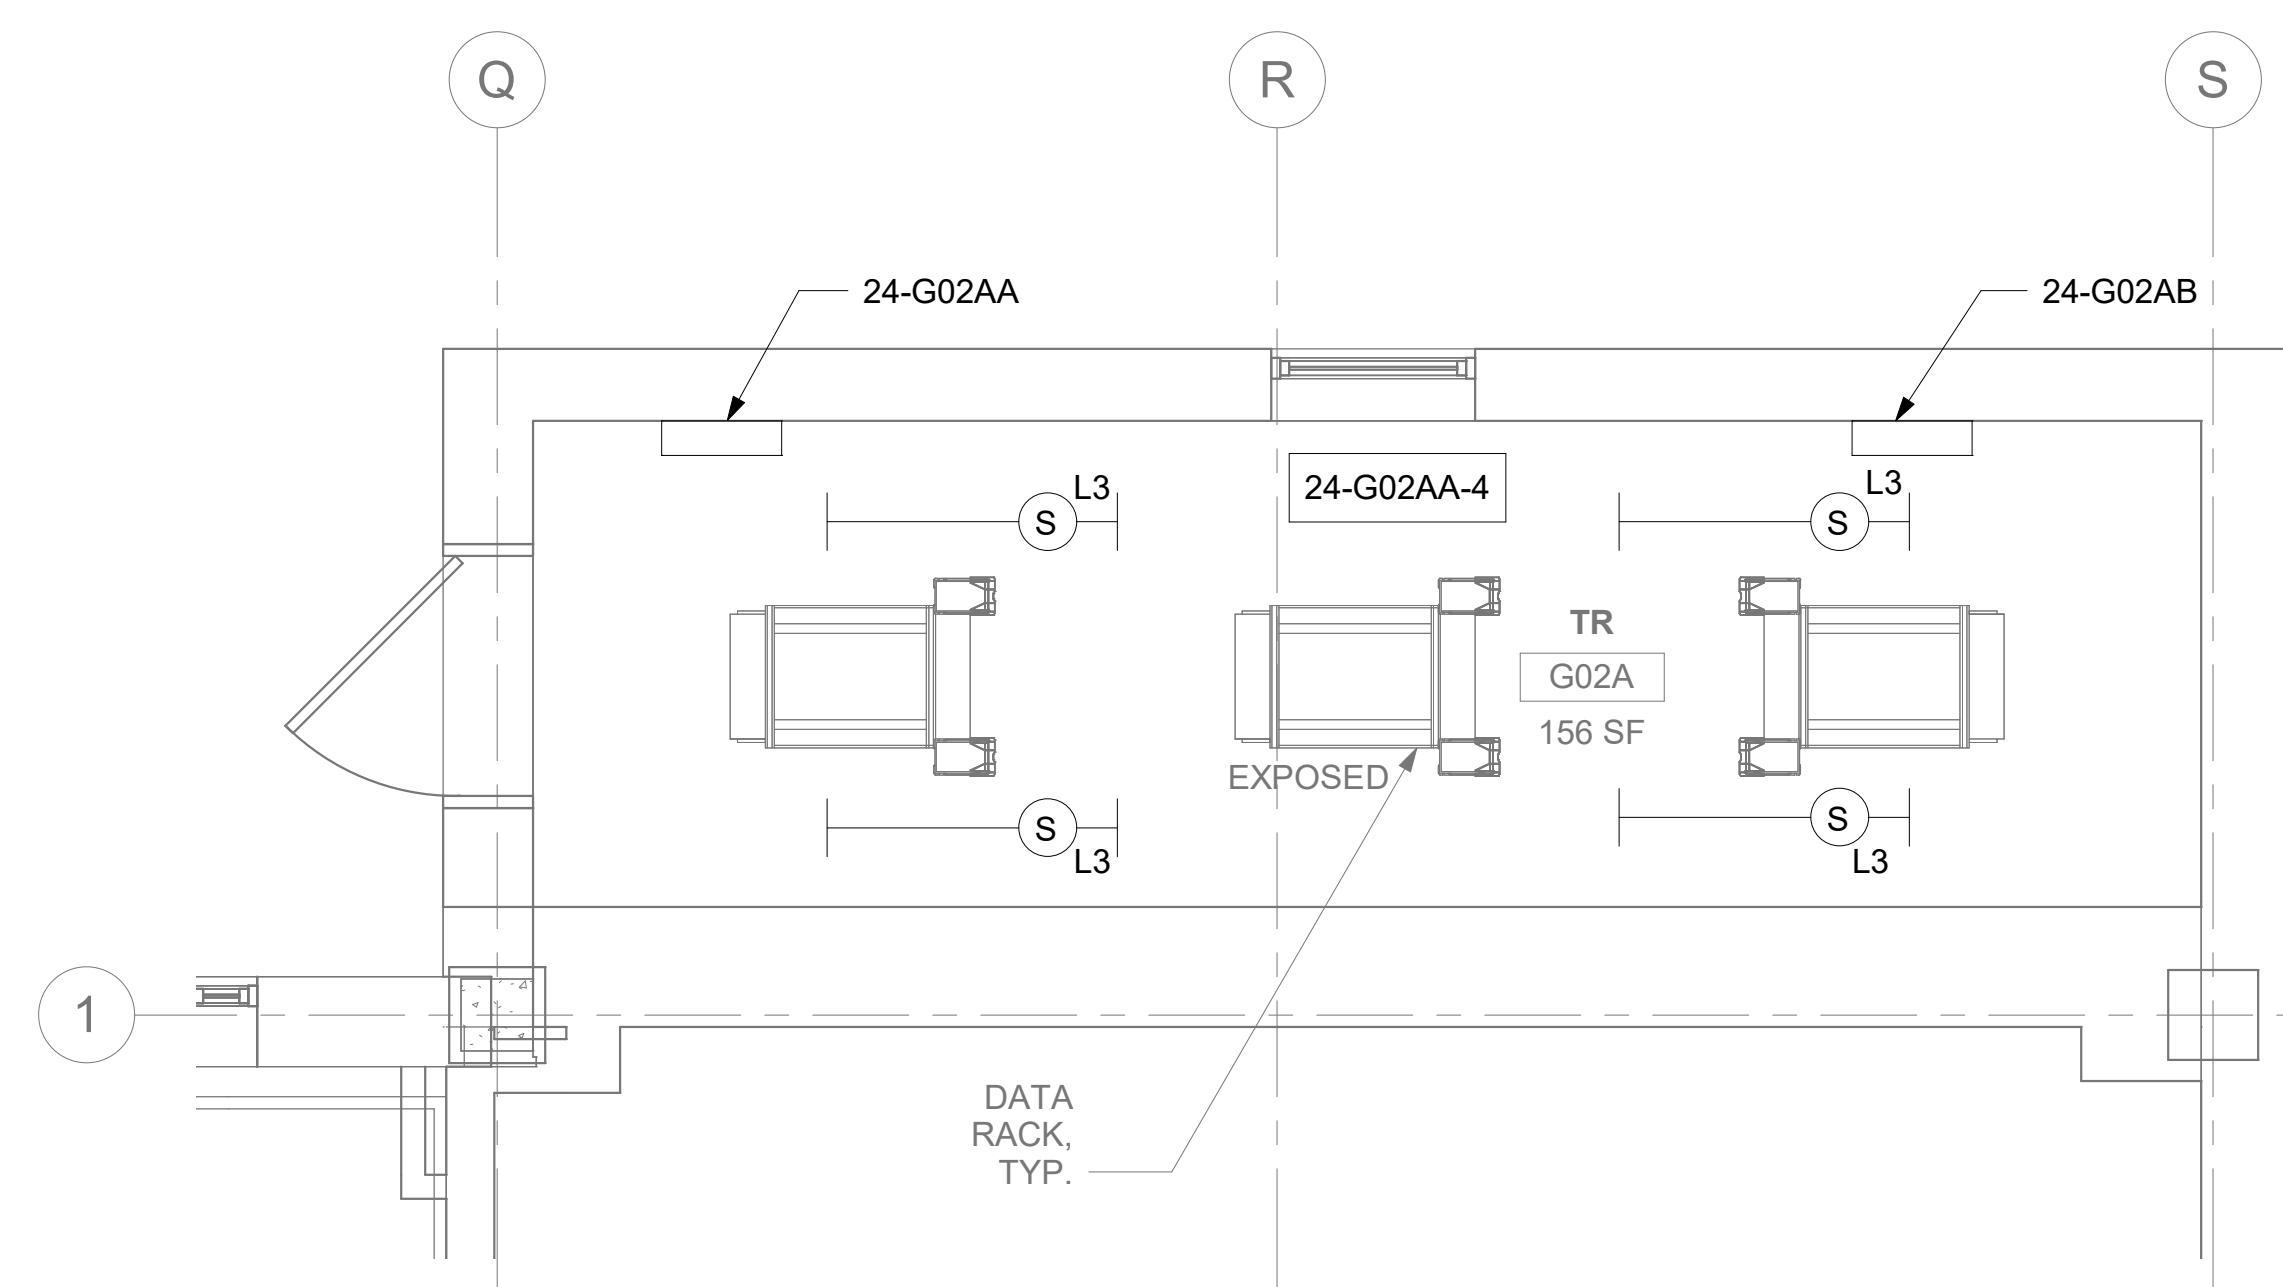 Q
R
S
24-G02AA
24-G02AB
L3
24-G02AA-4
L3
S
S
TR
G02A
156 SF
EXPOSED
S
S
L3
L3
1
DATA
RACK,
TYP.